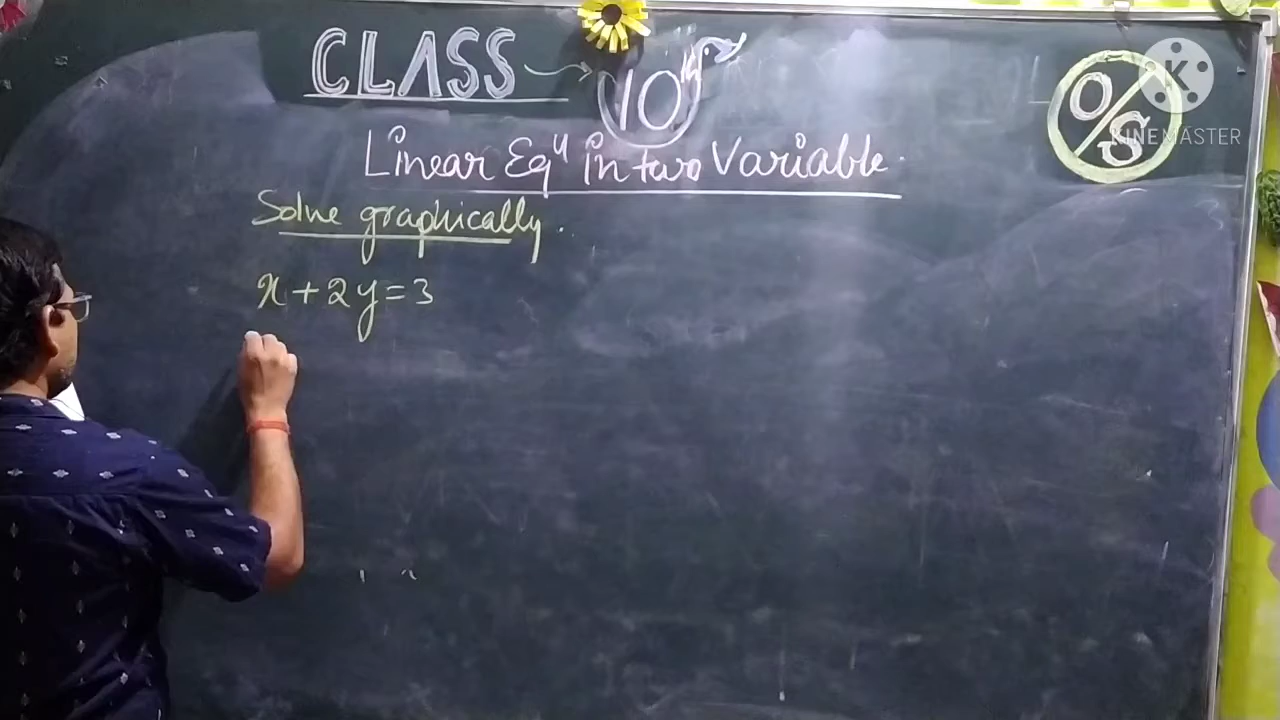 CLASS → 10th
Linear Eqn in two Variable.
Solve graphically.
x+2y=3
O/S
KINEMASTER